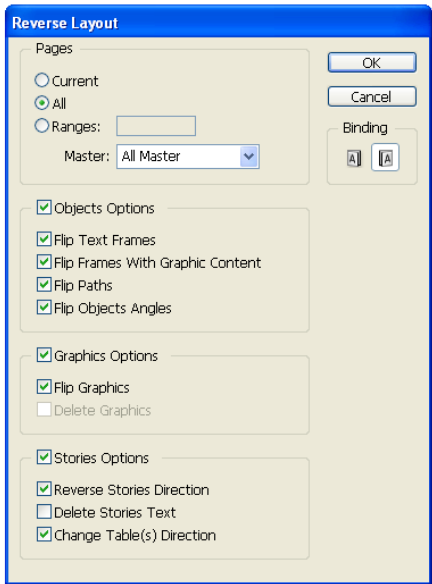 Reverse Layout
Pages
Current
All
Ranges:
Master: All Master
OK
Cancel
Binding
A A
Objects Options
Flip Text Frames
Flip Frames With Graphic Content
Flip Paths
Flip Objects Angles
Graphics Options
Flip Graphics
Delete Graphics
Stories Options
Reverse Stories Direction
Delete Stories Text
Change Table(s) Direction